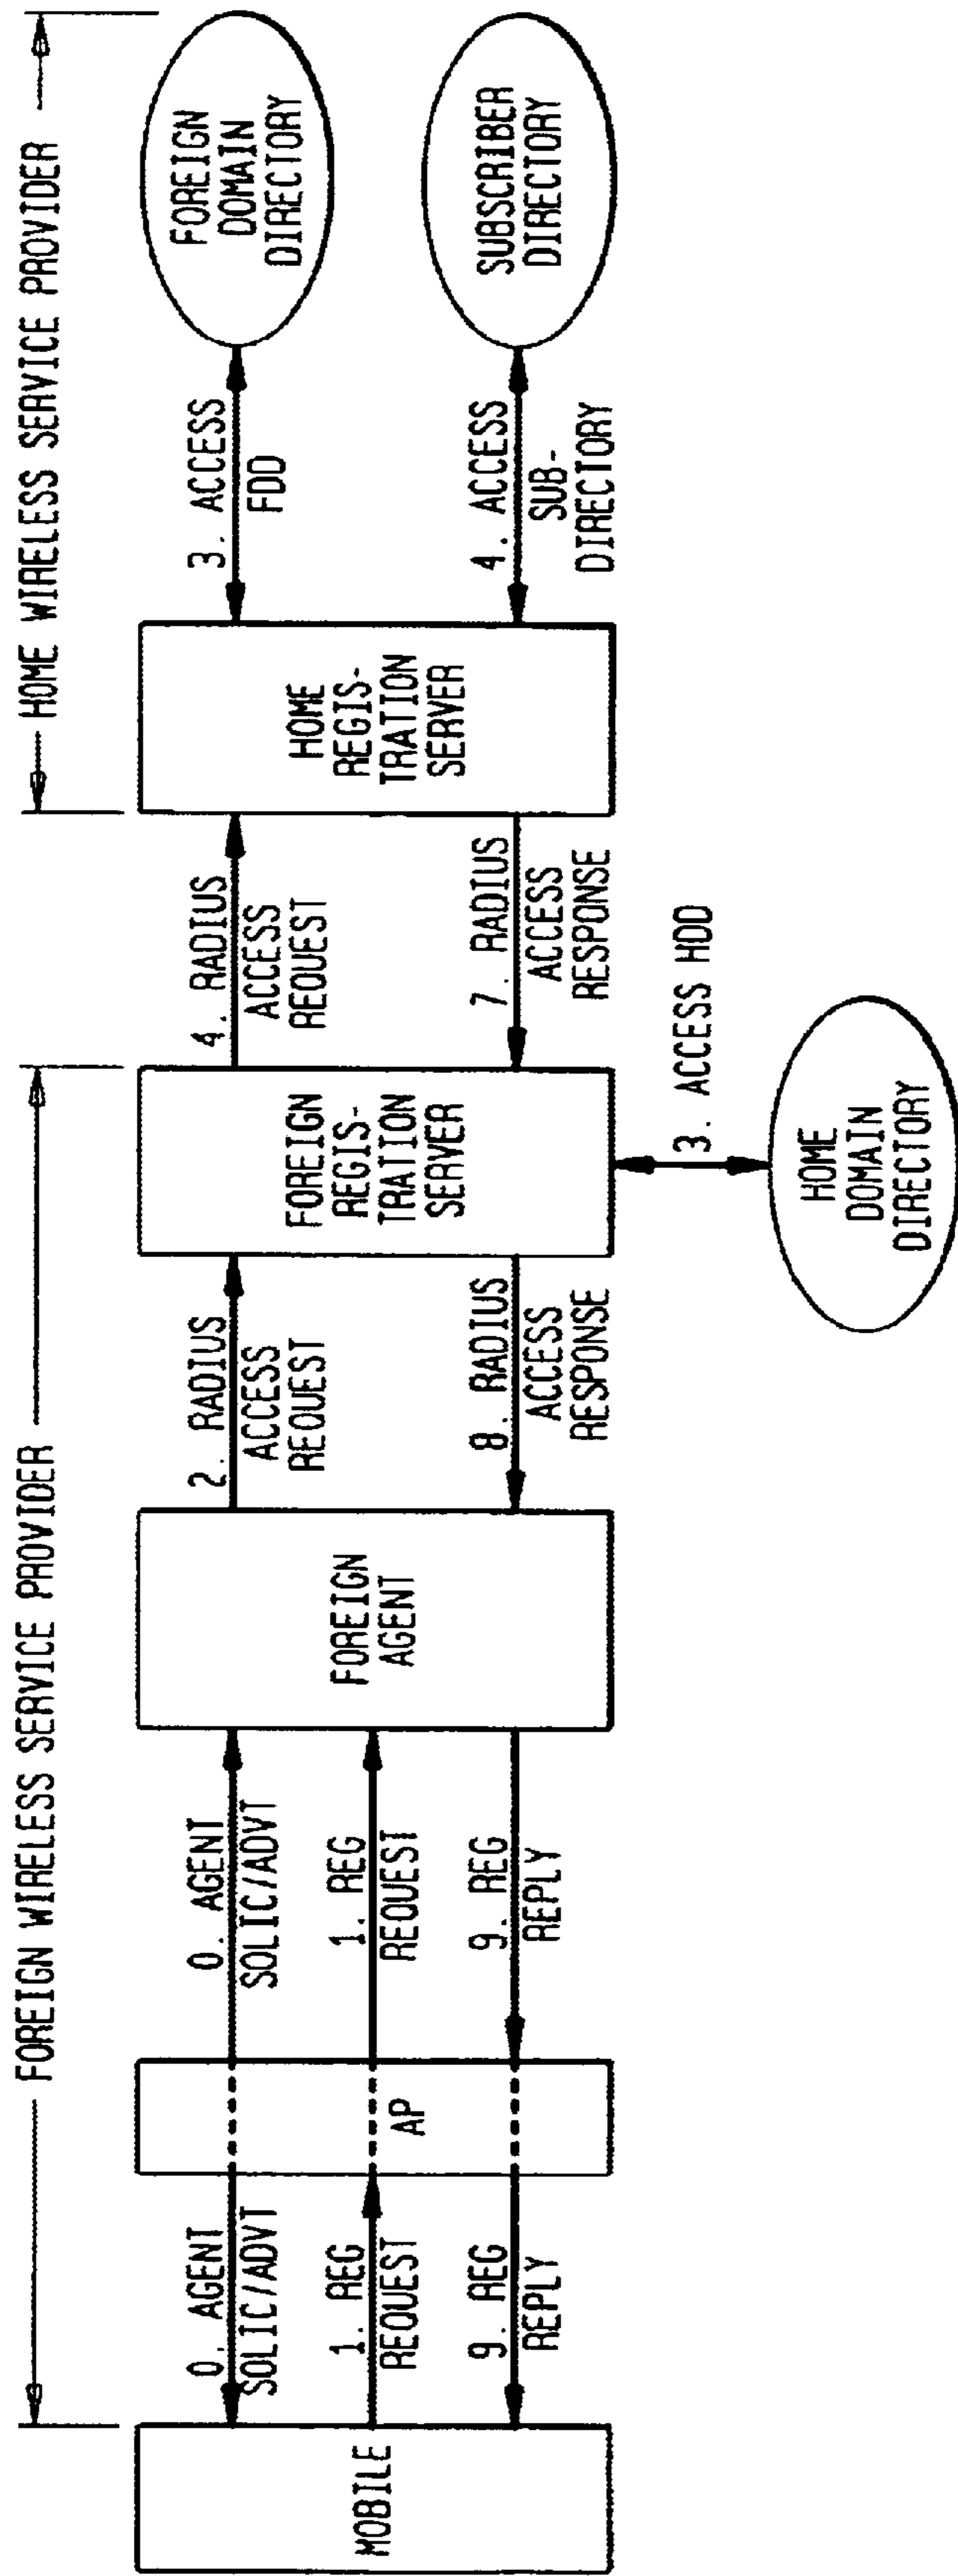 FOREIGN WIRELESS SERVICE PROVIDER
HOME WIRELESS SERVICE PROVIDER
MOBILE
0. AGENT
SOLIC/ADVT
1. REG
REQUEST
9. REG
REPLY
AP
0. AGENT
SOLIC/ADVT
1. REG
REQUEST
9. REG
REPLY
FOREIGN
AGENT
2. RADIUS
ACCESS
REQUEST
8. RADIUS
ACCESS
RESPONSE
FOREIGN
REGIS-
TRATION
SERVER
3. ACCESS HDD
HOME
DOMAIN
DIRECTORY
4. RADIUS
ACCESS
REQUEST
7. RADIUS
ACCESS
RESPONSE
HOME
REGIS-
TRATION
SERVER
3. ACCESS
FDD
4. ACCESS
SUB-
DIRECTORY
FOREIGN
DOMAIN
DIRECTORY
SUBSCRIBER
DIRECTORY